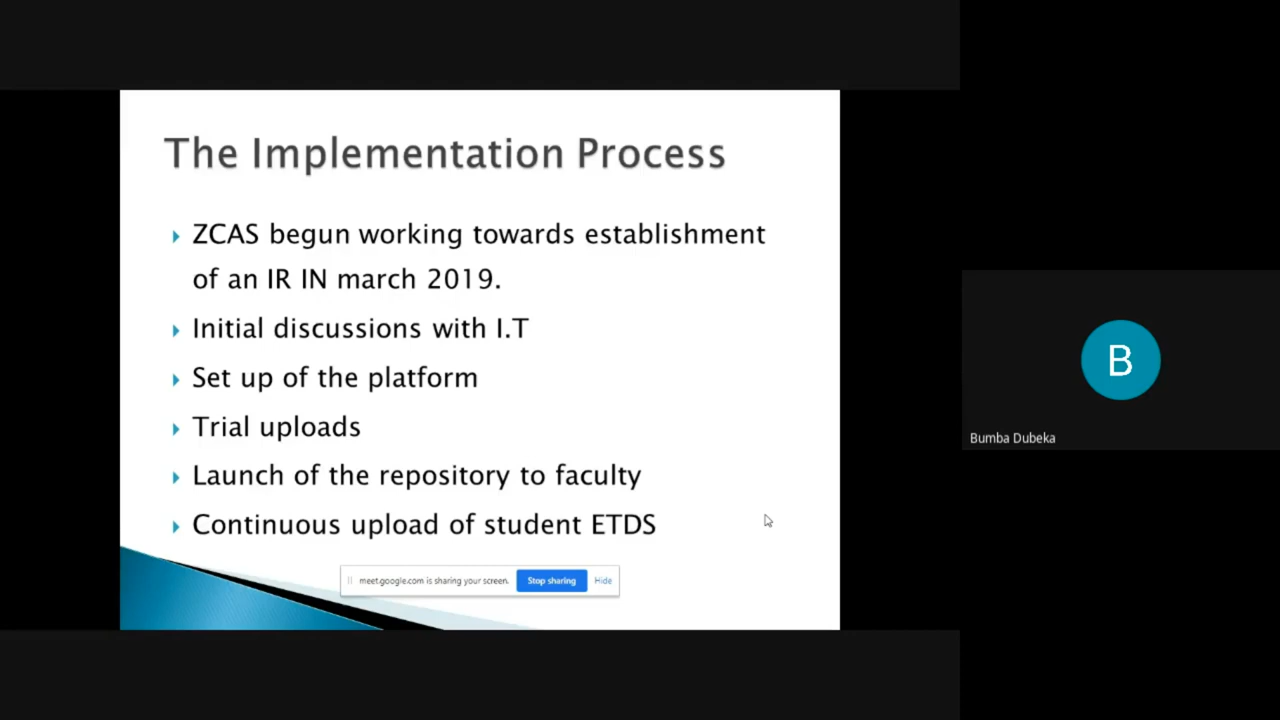 The Implementation Process
ZCAS begun working towards establishment
of an IR IN march 2019.
Initial discussions with I.T
Set up of the platform
Trial uploads
Launch of the repository to faculty
Continuous upload of student ETDS
meet.google.com is sharing your screen. Stop sharing Hide
B
Bumba Dubeka